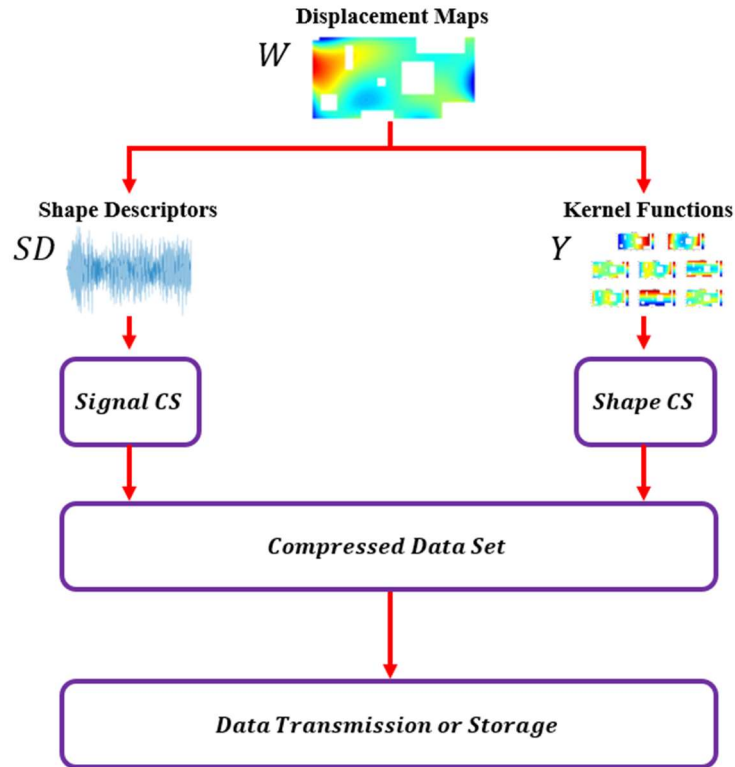 Displacement Maps
W
Shape Descriptors
Kernel Functions
SD
Y
Signal CS
Shape CS
Compressed Data Set
Data Transmission or Storage